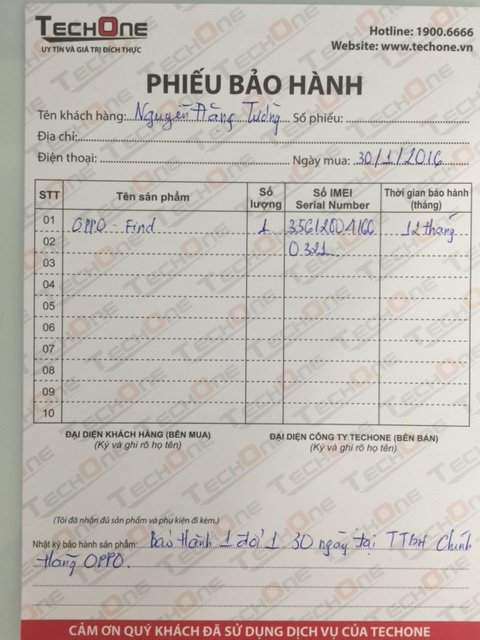 TECHONE
UY TÍN VÀ GIÁ TRỊ ĐÍCH THỰC
Hotline: 1900.6666
Website: www.techone.vn
PHIẾU BẢO HÀNH
Tên khách hàng: Nguyễn Đăng Tường Số phiếu:
Địa chỉ:
Điện thoại: Ngày mua: 30/1/2016
STT Tên sản phẩm Số lượng Số IMEI Serial Number Thời gian bảo hành (tháng)
01 OPPO - Find 1 12 tháng
02 0321
03
04
05
06
07
08
09
10
ĐẠI DIỆN KHÁCH HÀNG (BÊN MUA) ĐẠI DIỆN CÔNG TY TECHONE (BÊN BÁN)
(Ký và ghi rõ họ tên) (Ký và ghi rõ họ tên)
(Tôi đã nhận đủ sản phẩm và phụ kiện đi kèm.)
Nhật ký bảo hành sản phẩm: Bảo hành 1 đổi 1 30 ngày tại TTBH Chính
Hãng OPPO.
CẢM ƠN QUÝ KHÁCH ĐÃ SỬ DỤNG DỊCH VỤ CỦA TECHONE